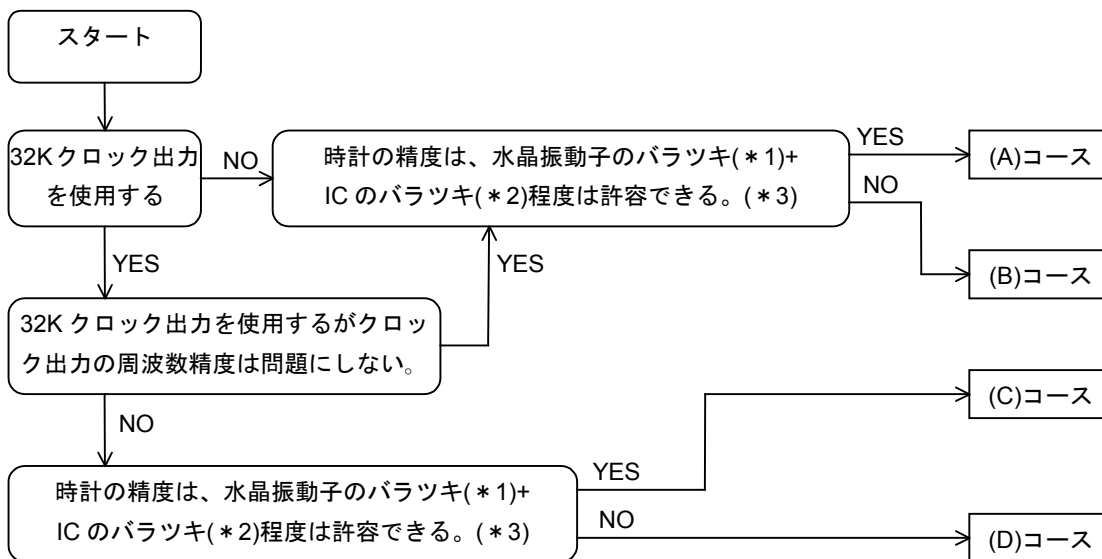 スタート
32Kクロック出力
を使用する
NO
時計の精度は、水晶振動子のバラツキ(＊1)+
ICのバラツキ(＊2)程度は許容できる。(＊3)
YES
(A)コース
NO
(B)コース
YES
YES
32Kクロック出力を使用するがクロッ
ク出力の周波数精度は問題にしない。
(C)コース
NO
時計の精度は、水晶振動子のバラツキ(＊1)+
ICのバラツキ(＊2)程度は許容できる。(＊3)
YES
NO
(D)コース